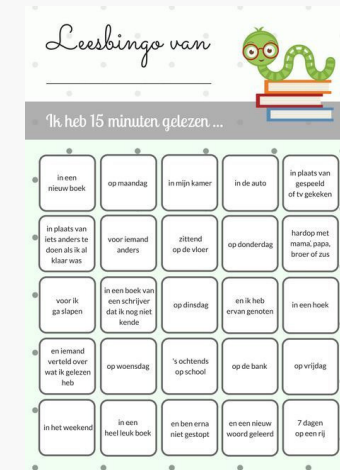 Leesbingo van
Ik heb 15 minuten gelezen ...
in een
nieuw boek
op maandag
in mijn kamer
in de auto
in plaats van
gespeeld
of tv gekeken
in plaats van
iets anders te
doen als ik al
klaar was
voor iemand
anders
zittend
op de vloer
op donderdag
hardop met
mama, papa,
broer of zus
voor ik
ga slapen
in een boek van
een schrijver
dat ik nog niet
kende
op dinsdag
en ik heb
ervan genoten
in een hoek
en iemand
verteld over
wat ik gelezen
heb
op woensdag
's ochtends
op school
op de bank
op vrijdag
in het weekend
in een
heel leuk boek
en ben erna
niet gestopt
en een nieuw
woord geleerd
7 dagen
op een rij